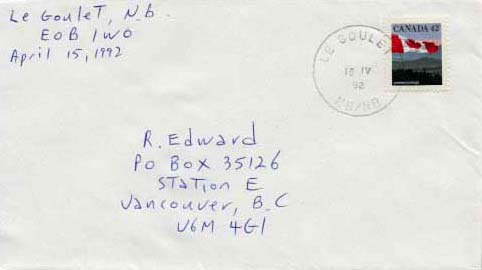 Le Goulet, N.b.
E0B 1W0
April 15, 1992
LE GOULET
15 IV
92
NB/NB
CANADA 42
R. Edward
PO BOX 35126
STATION E
Vancouver, B.C
V6M 4G1